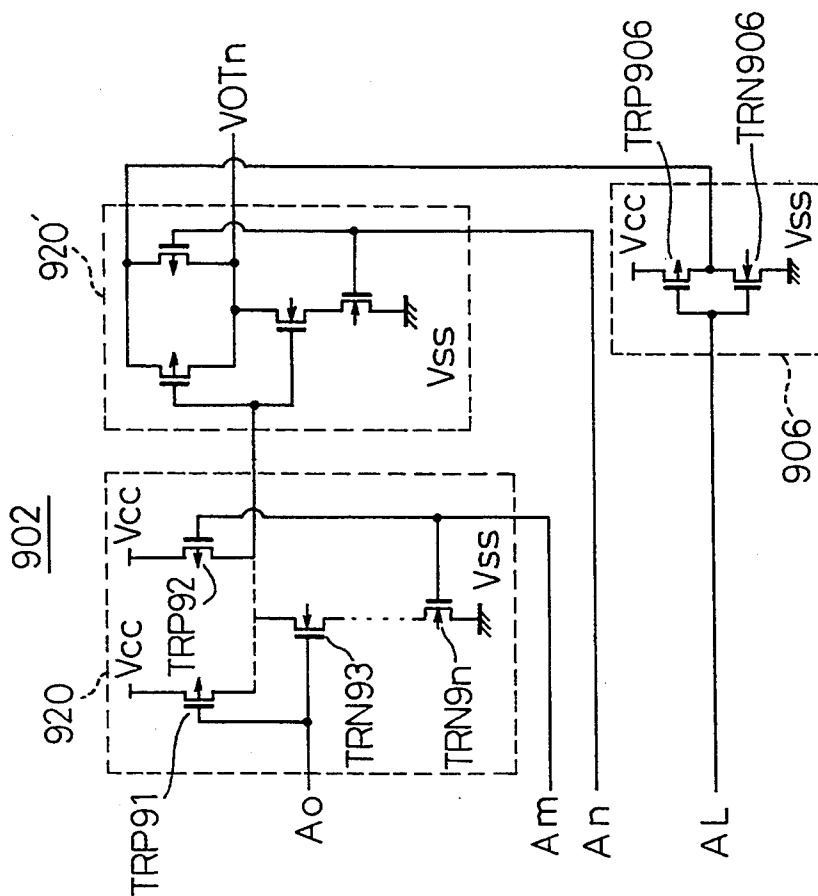 902
920
Vcc
Vcc
TRP91
TRP92
TRN93
TRN9n
Vss
Ao
Am
An
AL
920'
VOTn
Vss
TRP906
TRN906
Vcc
Vss
906